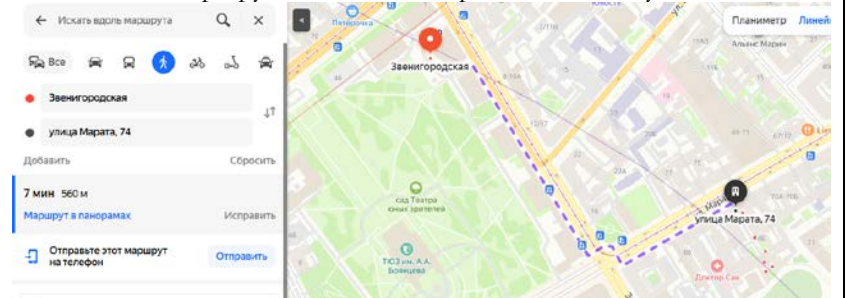 Искать вдоль маршрута
Все
Звенигородская
улица Марата, 74
Добавить
Сбросить
7 мин 560 м
Маршрут в панорамах
Исправить
Отправьте этот маршрут
на телефон
Отправить
Пятёрочка
Планиметр
Альянс Марин
Звенигородская
сад Театра
юных зрителей
улица Марата, 74
ТЮЗ им. А.А.
Брянцева
Доктор Сан